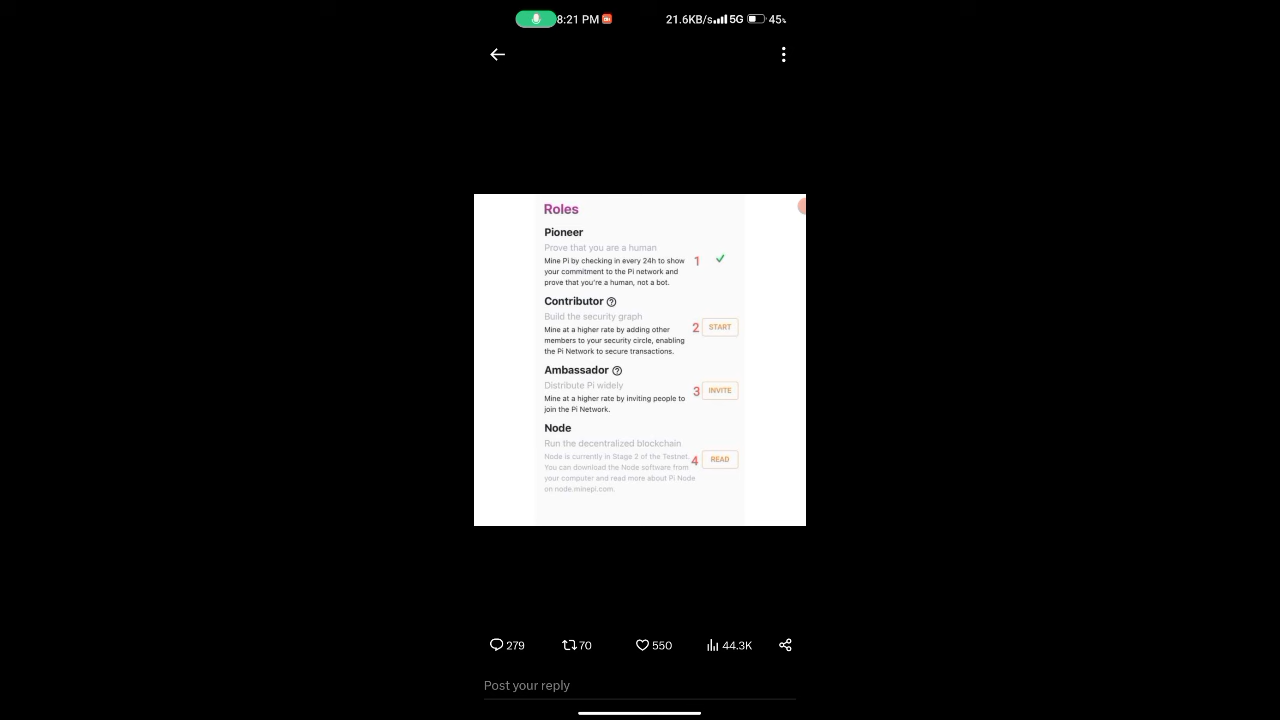 8:21 PM
21.6KB/s 5G 45%
Roles
Pioneer
Prove that you are a human
Mine Pi by checking in every 24h to show
your commitment to the Pi network and
prove that you're a human, not a bot.
1
Contributor
Build the security graph
Mine at a higher rate by adding other
members to your security circle, enabling
the Pi Network to secure transactions.
2 START
Ambassador
Distribute Pi widely
Mine at a higher rate by inviting people to
join the Pi Network.
3 INVITE
Node
Run the decentralized blockchain
Node is currently in Stage 2 of the Testnet.
You can download the Node software from
your computer and read more about Pi Node
on node.minepi.com.
4 READ
279 70 550 44.3K
Post your reply